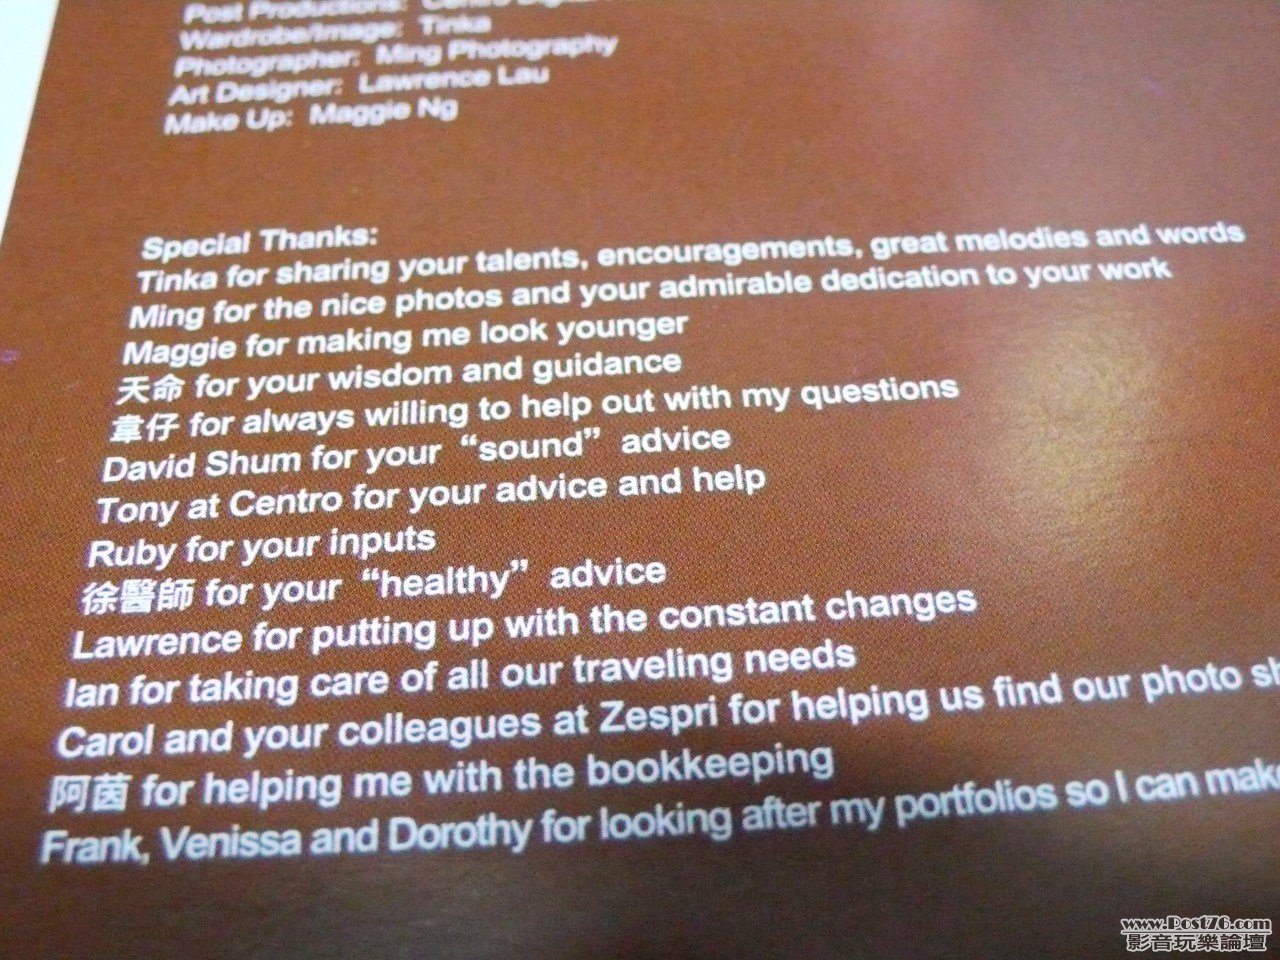 Post Productions: Centro Digital
Wardrobe/Image: Tinka
Photographer: Ming Photography
Art Designer: Lawrence Lau
Make Up: Maggie Ng
Special Thanks:
Tinka for sharing your talents, encouragements, great melodies and words
Ming for the nice photos and your admirable dedication to your work
Maggie for making me look younger
天命 for your wisdom and guidance
韋仔 for always willing to help out with my questions
David Shum for your “sound” advice
Tony at Centro for your advice and help
Ruby for your inputs
徐醫師 for your “healthy” advice
Lawrence for putting up with the constant changes
Ian for taking care of all our traveling needs
Carol and your colleagues at Zespri for helping us find our photo sh
阿茵 for helping me with the bookkeeping
Frank, Venissa and Dorothy for looking after my portfolios so I can make
www.Post76.com
影音玩樂論壇